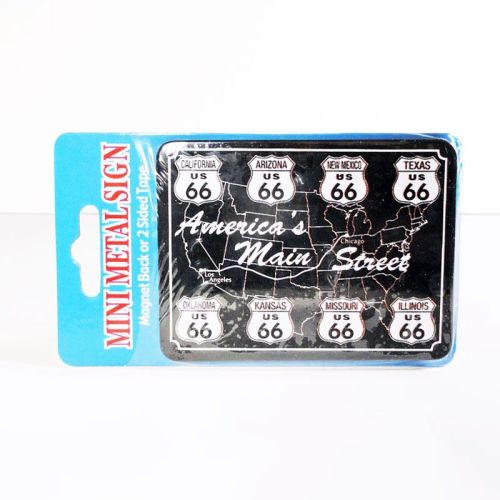 MINI METAL SIGN
Magnet Back or 2 Sided Tape
CALIFORNIA
US
66
ARIZONA
US
66
NEW MEXICO
US
66
TEXAS
US
66
America's
Main Street
Chicago
Los
Angeles
OKLAHOMA
US
66
KANSAS
US
66
MISSOURI
US
66
ILLINOIS
US
66